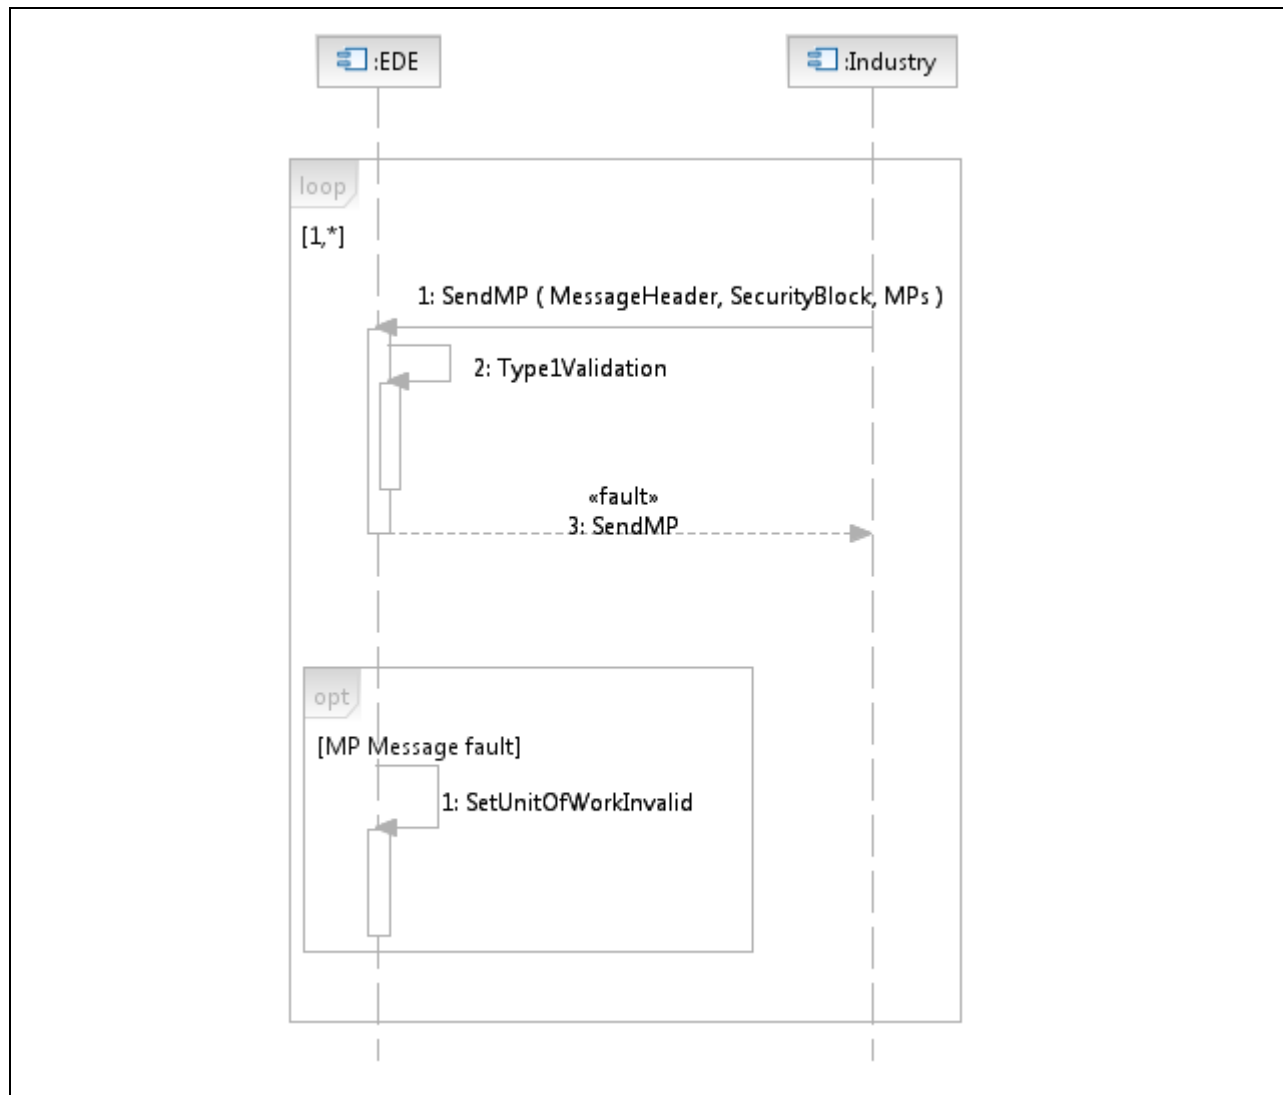 :EDE
:Industry
loop
[1,*]
1: SendMP ( MessageHeader, SecurityBlock, MPs )
2: Type1Validation
«fault»
3: SendMP
opt
[MP Message fault]
1: SetUnitOfWorkInvalid